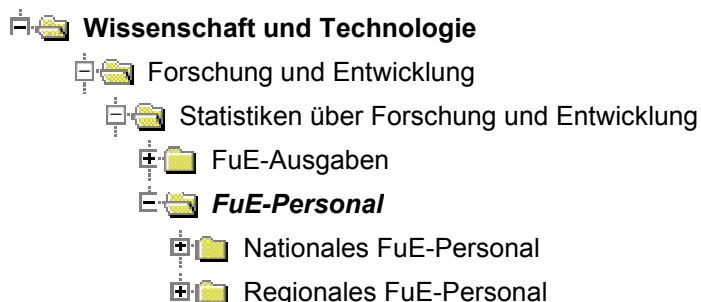 Wissenschaft und Technologie
Forschung und Entwicklung
Statistiken über Forschung und Entwicklung
FuE-Ausgaben
FuE-Personal
Nationales FuE-Personal
Regionales FuE-Personal